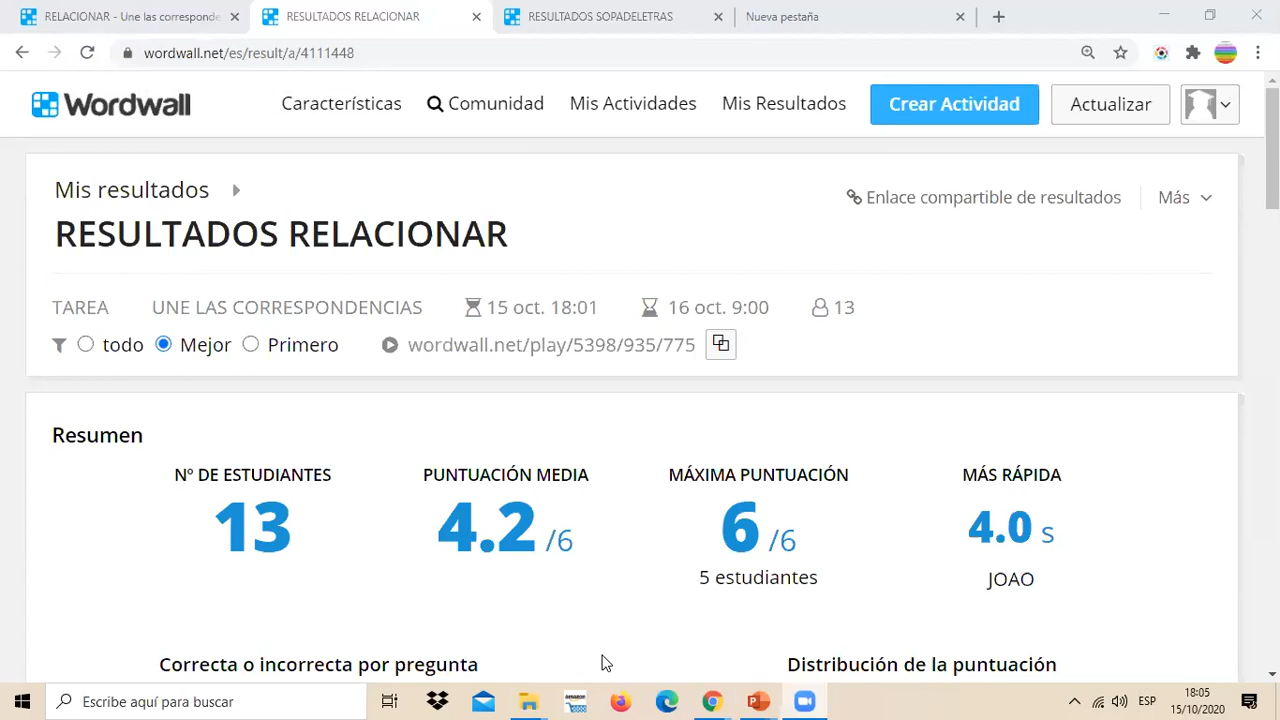 RELACIONAR - Une las corresponde
RESULTADOS RELACIONAR
RESULTADOS SOPADELETRAS
Nueva pestaña
wordwall.net/es/result/a/4111448
Wordwall
Características
Comunidad
Mis Actividades
Mis Resultados
Crear Actividad
Actualizar
Mis resultados
Enlace compartible de resultados
Más
RESULTADOS RELACIONAR
TAREA
UNE LAS CORRESPONDENCIAS
15 oct. 18:01
16 oct. 9:00
13
todo
Mejor
Primero
wordwall.net/play/5398/935/775
Resumen
Nº DE ESTUDIANTES
13
PUNTUACIÓN MEDIA
4.2 /6
MÁXIMA PUNTUACIÓN
6 /6
5 estudiantes
MÁS RÁPIDA
4.0 s
JOAO
Correcta o incorrecta por pregunta
Distribución de la puntuación
Escribe aquí para buscar
amazon
ESP
18:05
15/10/2020